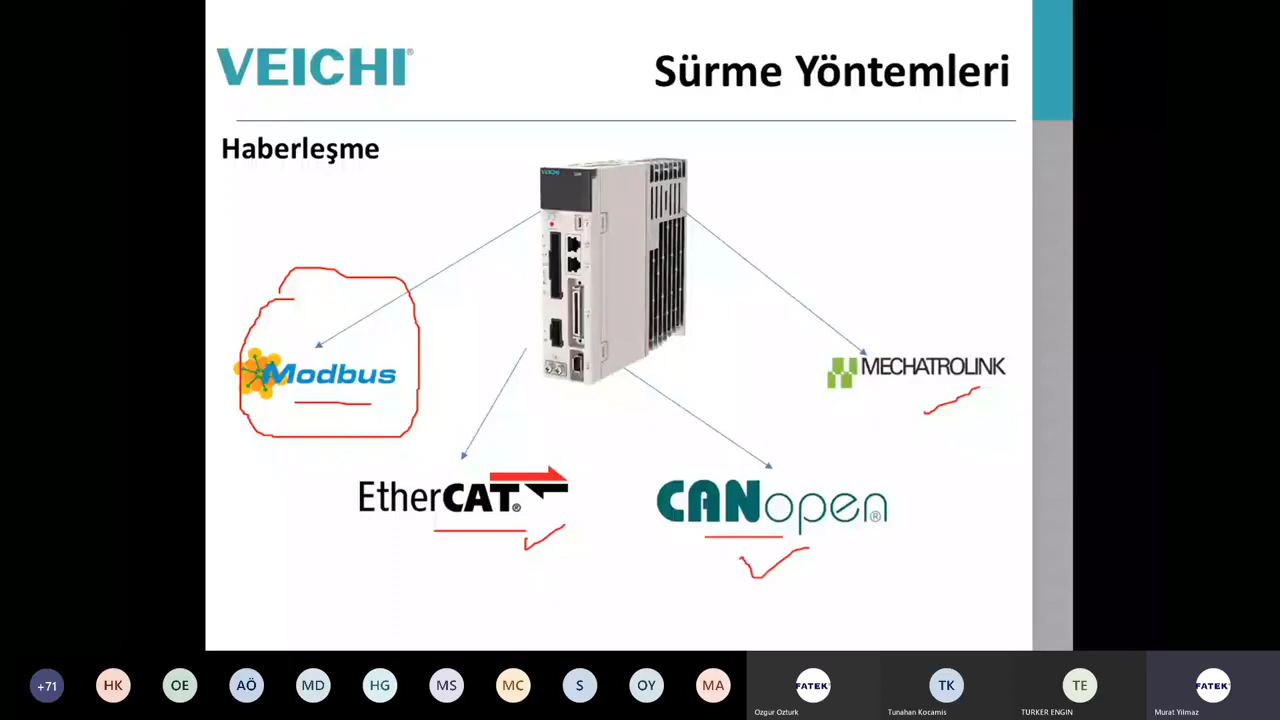 VEICHI®
Sürme Yöntemleri
Haberleşme
VEICHI
Modbus
MECHATROLINK
EtherCAT®
CANopen®
+71
HK
OE
AÖ
MD
HG
MS
MC
S
OY
MA
FATEK
Ozgur Ozturk
TK
Tunahan Kocamis
TE
TURKER ENGIN
FATEK
Murat Yilmaz